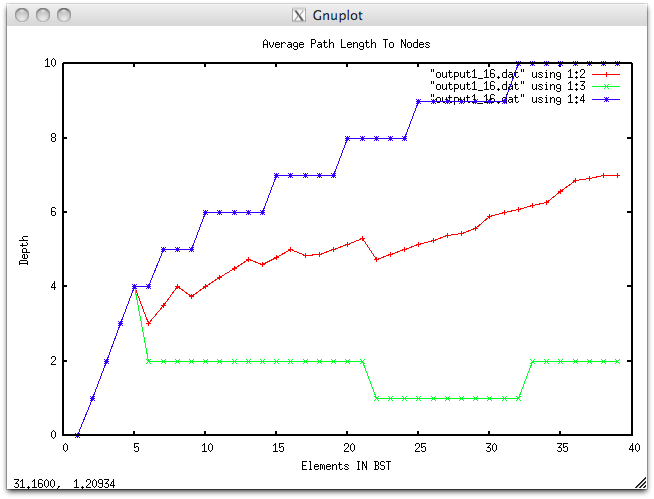 Gnuplot
Average Path Length To Nodes
"output1_16.dat" using 1:2
"output1_16.dat" using 1:3
"output1_16.dat" using 1:4
10
8
6
4
2
0
Depth
0 5 10 15 20 25 30 35 40
Elements IN BST
31.1600, 1.20934